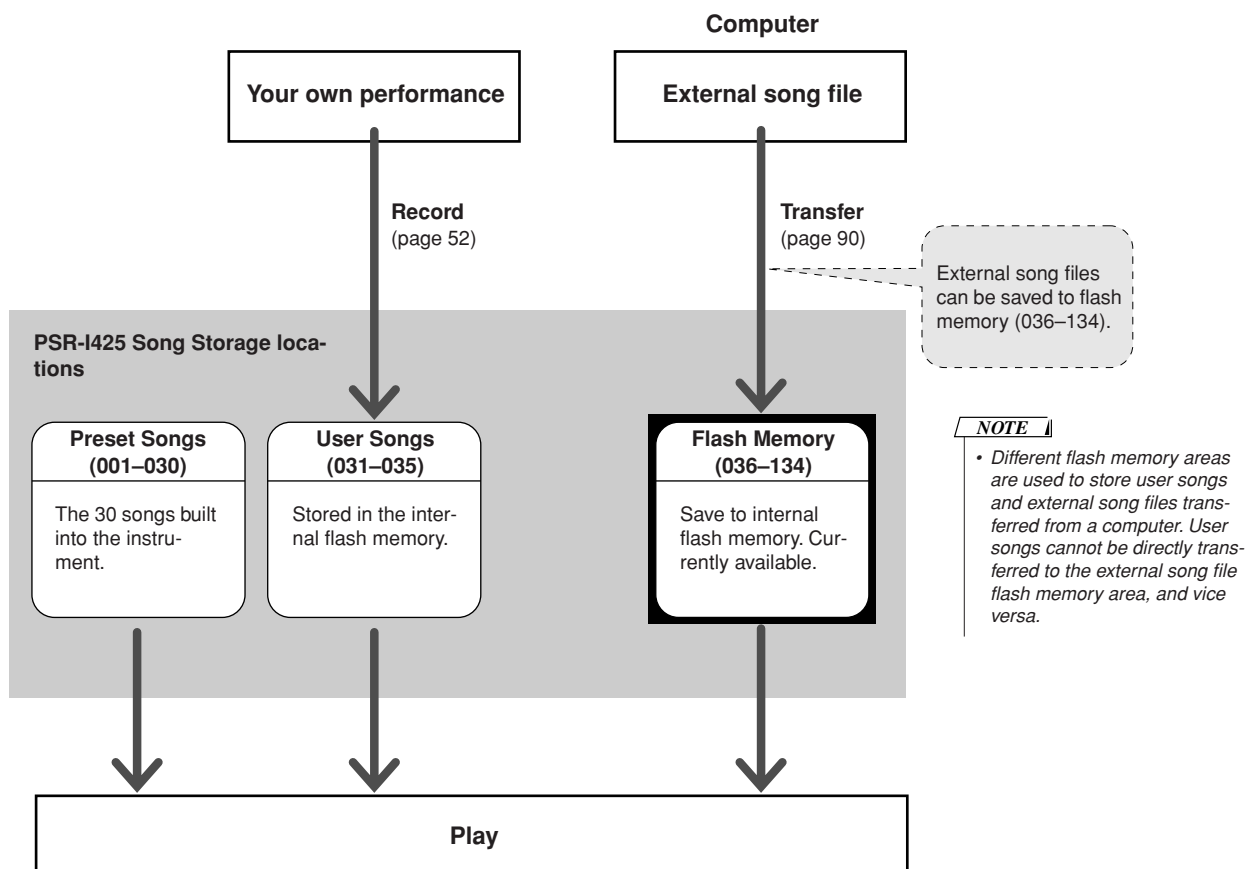 Computer
Your own performance
External song file
Record
(page 52)
Transfer
(page 90)
External song files
can be saved to flash
memory (036–134).
PSR-I425 Song Storage loca-
tions
Preset Songs
(001–030)
The 30 songs built
into the instru-
ment.
User Songs
(031–035)
Stored in the inter-
nal flash memory.
Flash Memory
(036–134)
Save to internal
flash memory. Cur-
rently available.
NOTE
• Different flash memory areas
are used to store user songs
and external song files trans-
ferred from a computer. User
songs cannot be directly trans-
ferred to the external song file
flash memory area, and vice
versa.
Play